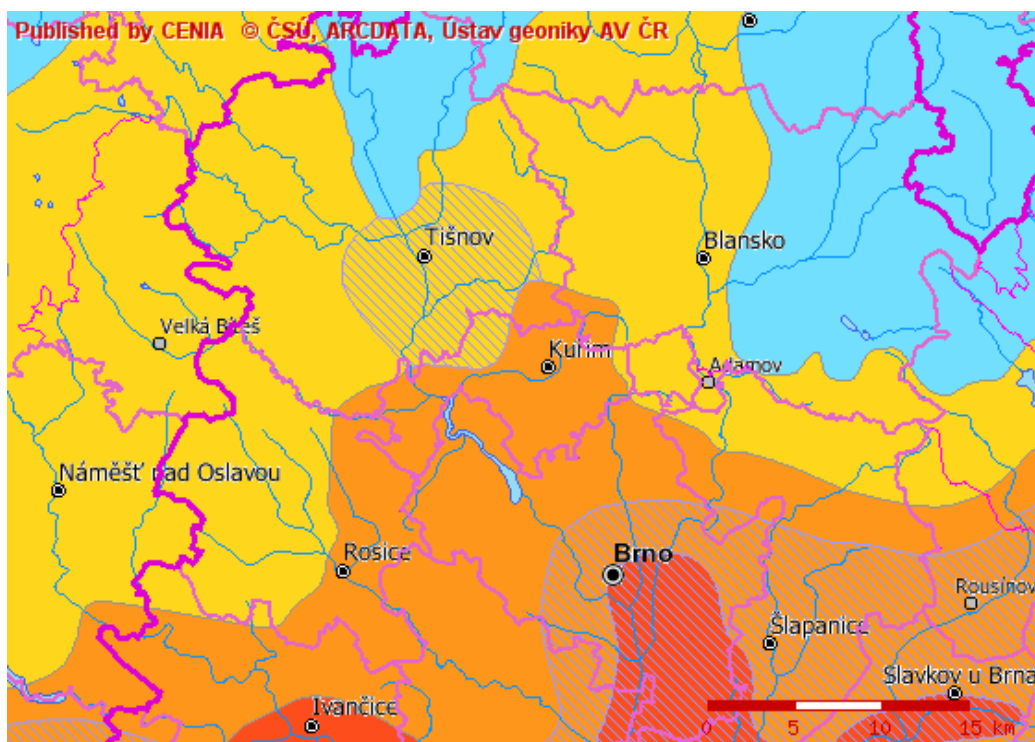 Published by CENIA © ČSÚ, ARCDATA, Ústav geoniky AV ČR
Tišnov
Blansko
Velká Bíteš
Kuřim
Adamov
Náměšť nad Oslavou
Rosice
Brno
Rousínov
Šlapanice
Slavkov u Brna
Ivančice
0 5 10 15 km